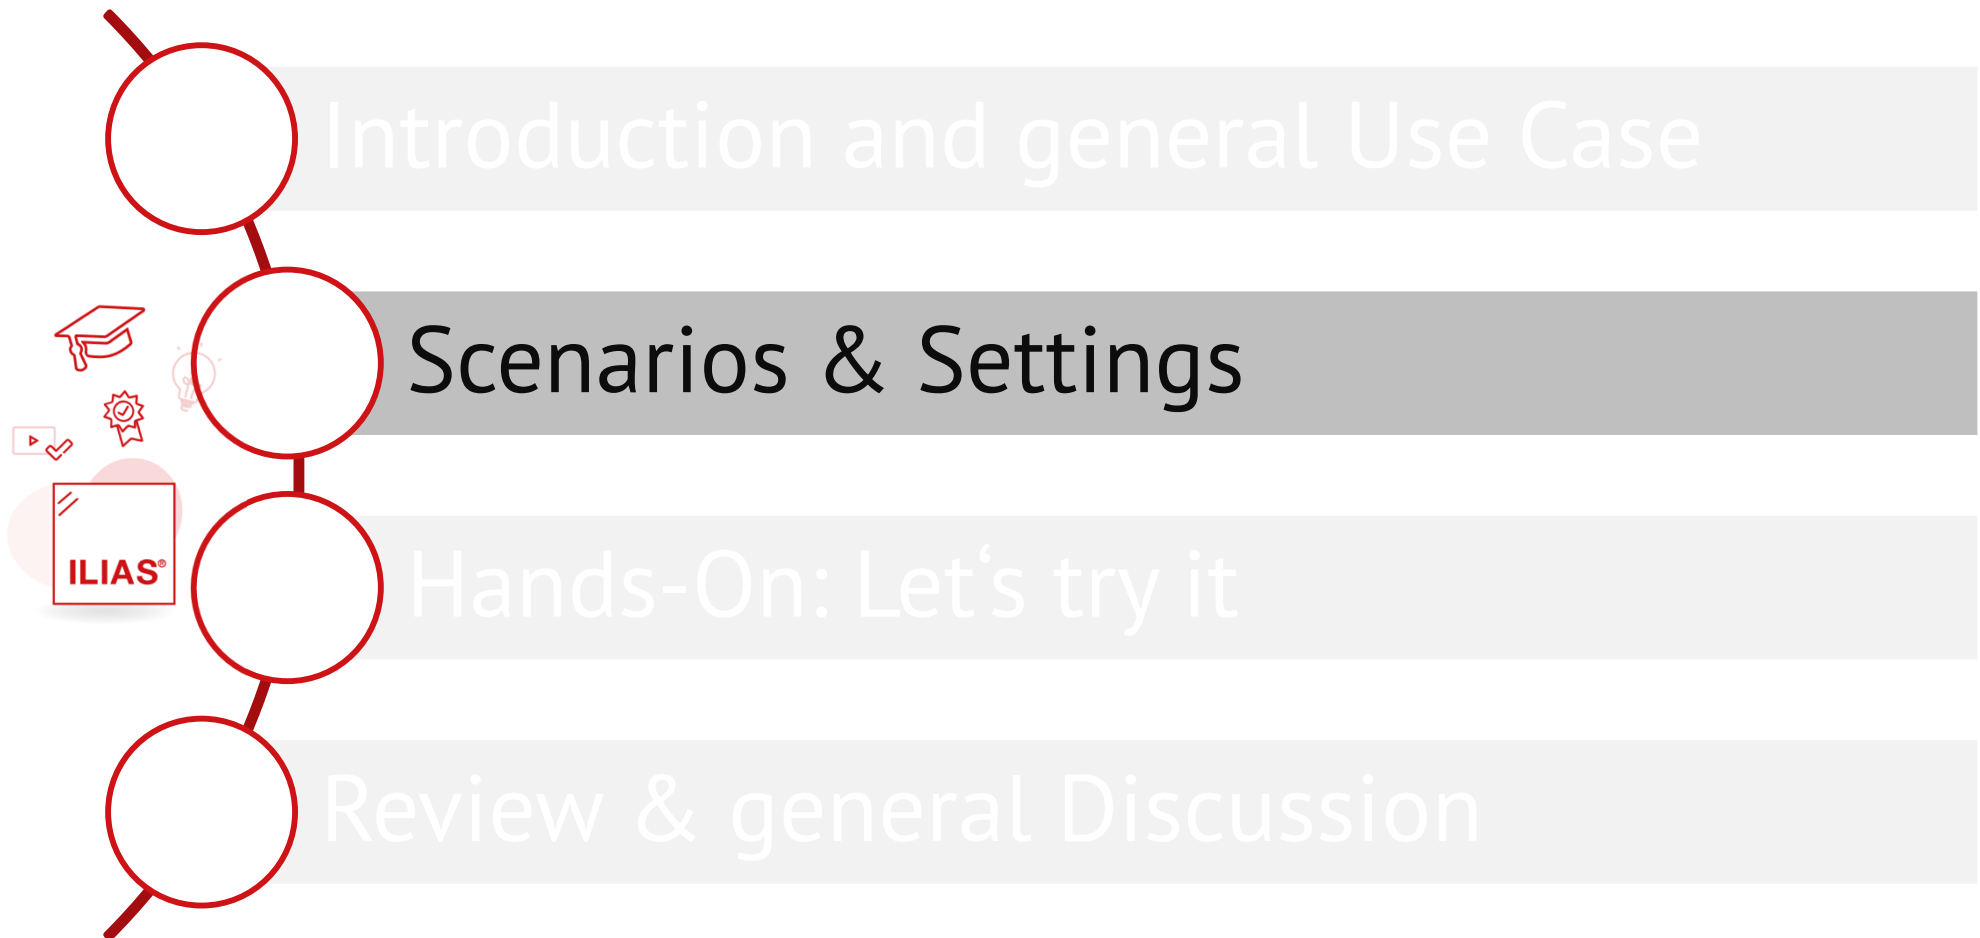 Introduction and general Use Case
Scenarios & Settings
ILIAS®
Hands-On: Let‘s try it
Review & general Discussion